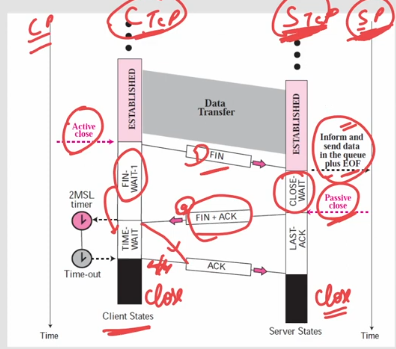 CP
C TCP
S TCP
SP
ESTABLISHED
ESTABLISHED
Data
Transfer
Active
close
FIN
Inform and
send data
in the queue
plus EOF
FIN-
WAIT-1
CLOSE-
WAIT
2MSL
timer
FIN + ACK
Passive
close
TIME-
WAIT
LAST-
ACK
Time-out
ACK
Close
Close
Client States
Server States
Time
Time